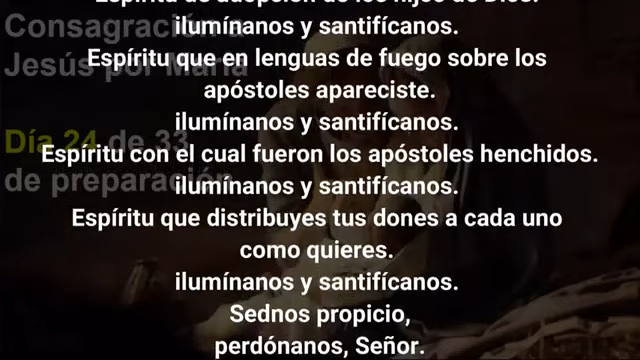 Espíritu de adopción de los hijos de Dios.
ilumínanos y santifícanos.
Espíritu que en lenguas de fuego sobre los
apóstoles apareciste.
ilumínanos y santifícanos.
Espíritu con el cual fueron los apóstoles henchidos.
ilumínanos y santifícanos.
Espíritu que distribuyes tus dones a cada uno
como quieres.
ilumínanos y santifícanos.
Sednos propicio,
perdónanos, Señor.
Consagración a
Jesús por María
Día 24 de 33
de preparación